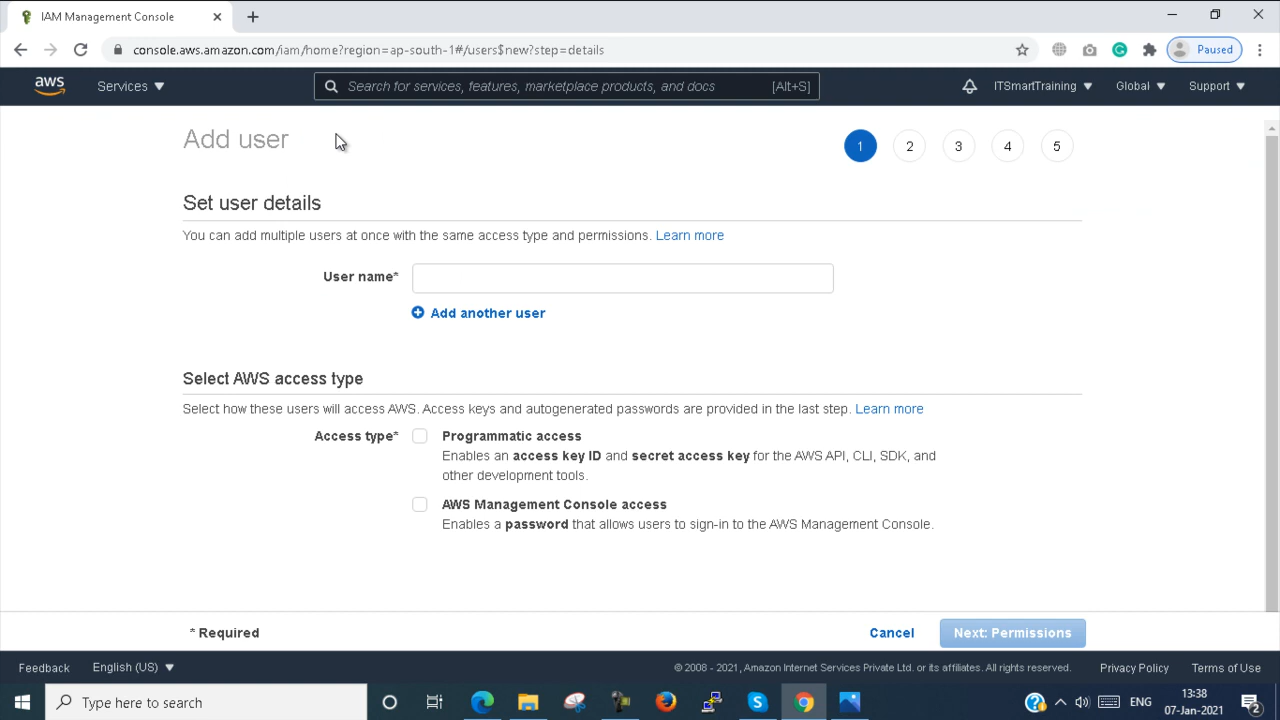 IAM Management Console
console.aws.amazon.com/iam/home?region=ap-south-1#/users$new?step=details
Paused
aws
Services
Search for services, features, marketplace products, and docs
[Alt+S]
ITSmartTraining
Global
Support
Add user
1
2
3
4
5
Set user details
You can add multiple users at once with the same access type and permissions. Learn more
User name*
Add another user
Select AWS access type
Select how these users will access AWS. Access keys and autogenerated passwords are provided in the last step. Learn more
Access type*
Programmatic access
Enables an access key ID and secret access key for the AWS API, CLI, SDK, and
other development tools.
AWS Management Console access
Enables a password that allows users to sign-in to the AWS Management Console.
* Required
Cancel
Next: Permissions
Feedback
English (US)
© 2008 - 2021, Amazon Internet Services Private Ltd. or its affiliates. All rights reserved.
Privacy Policy
Terms of Use
Type here to search
ENG
13:38
07-Jan-2021
2